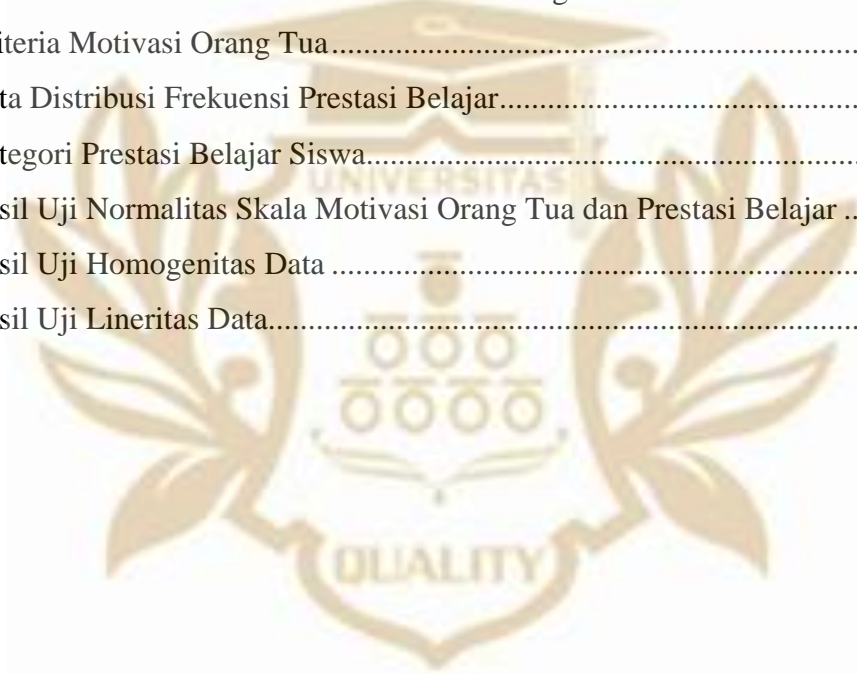 iteria Motivasi Orang Tua..................................................................
ta Distribusi Frekuensi Prestasi Belajar.............................................
tegori Prestasi Belajar Siswa.............................................................
UNIVERSITAS
sil Uji Normalitas Skala Motivasi Orang Tua dan Prestasi Belajar ..
sil Uji Homogenitas Data .................................................................
sil Uji Lineritas Data.........................................................................
QUALITY